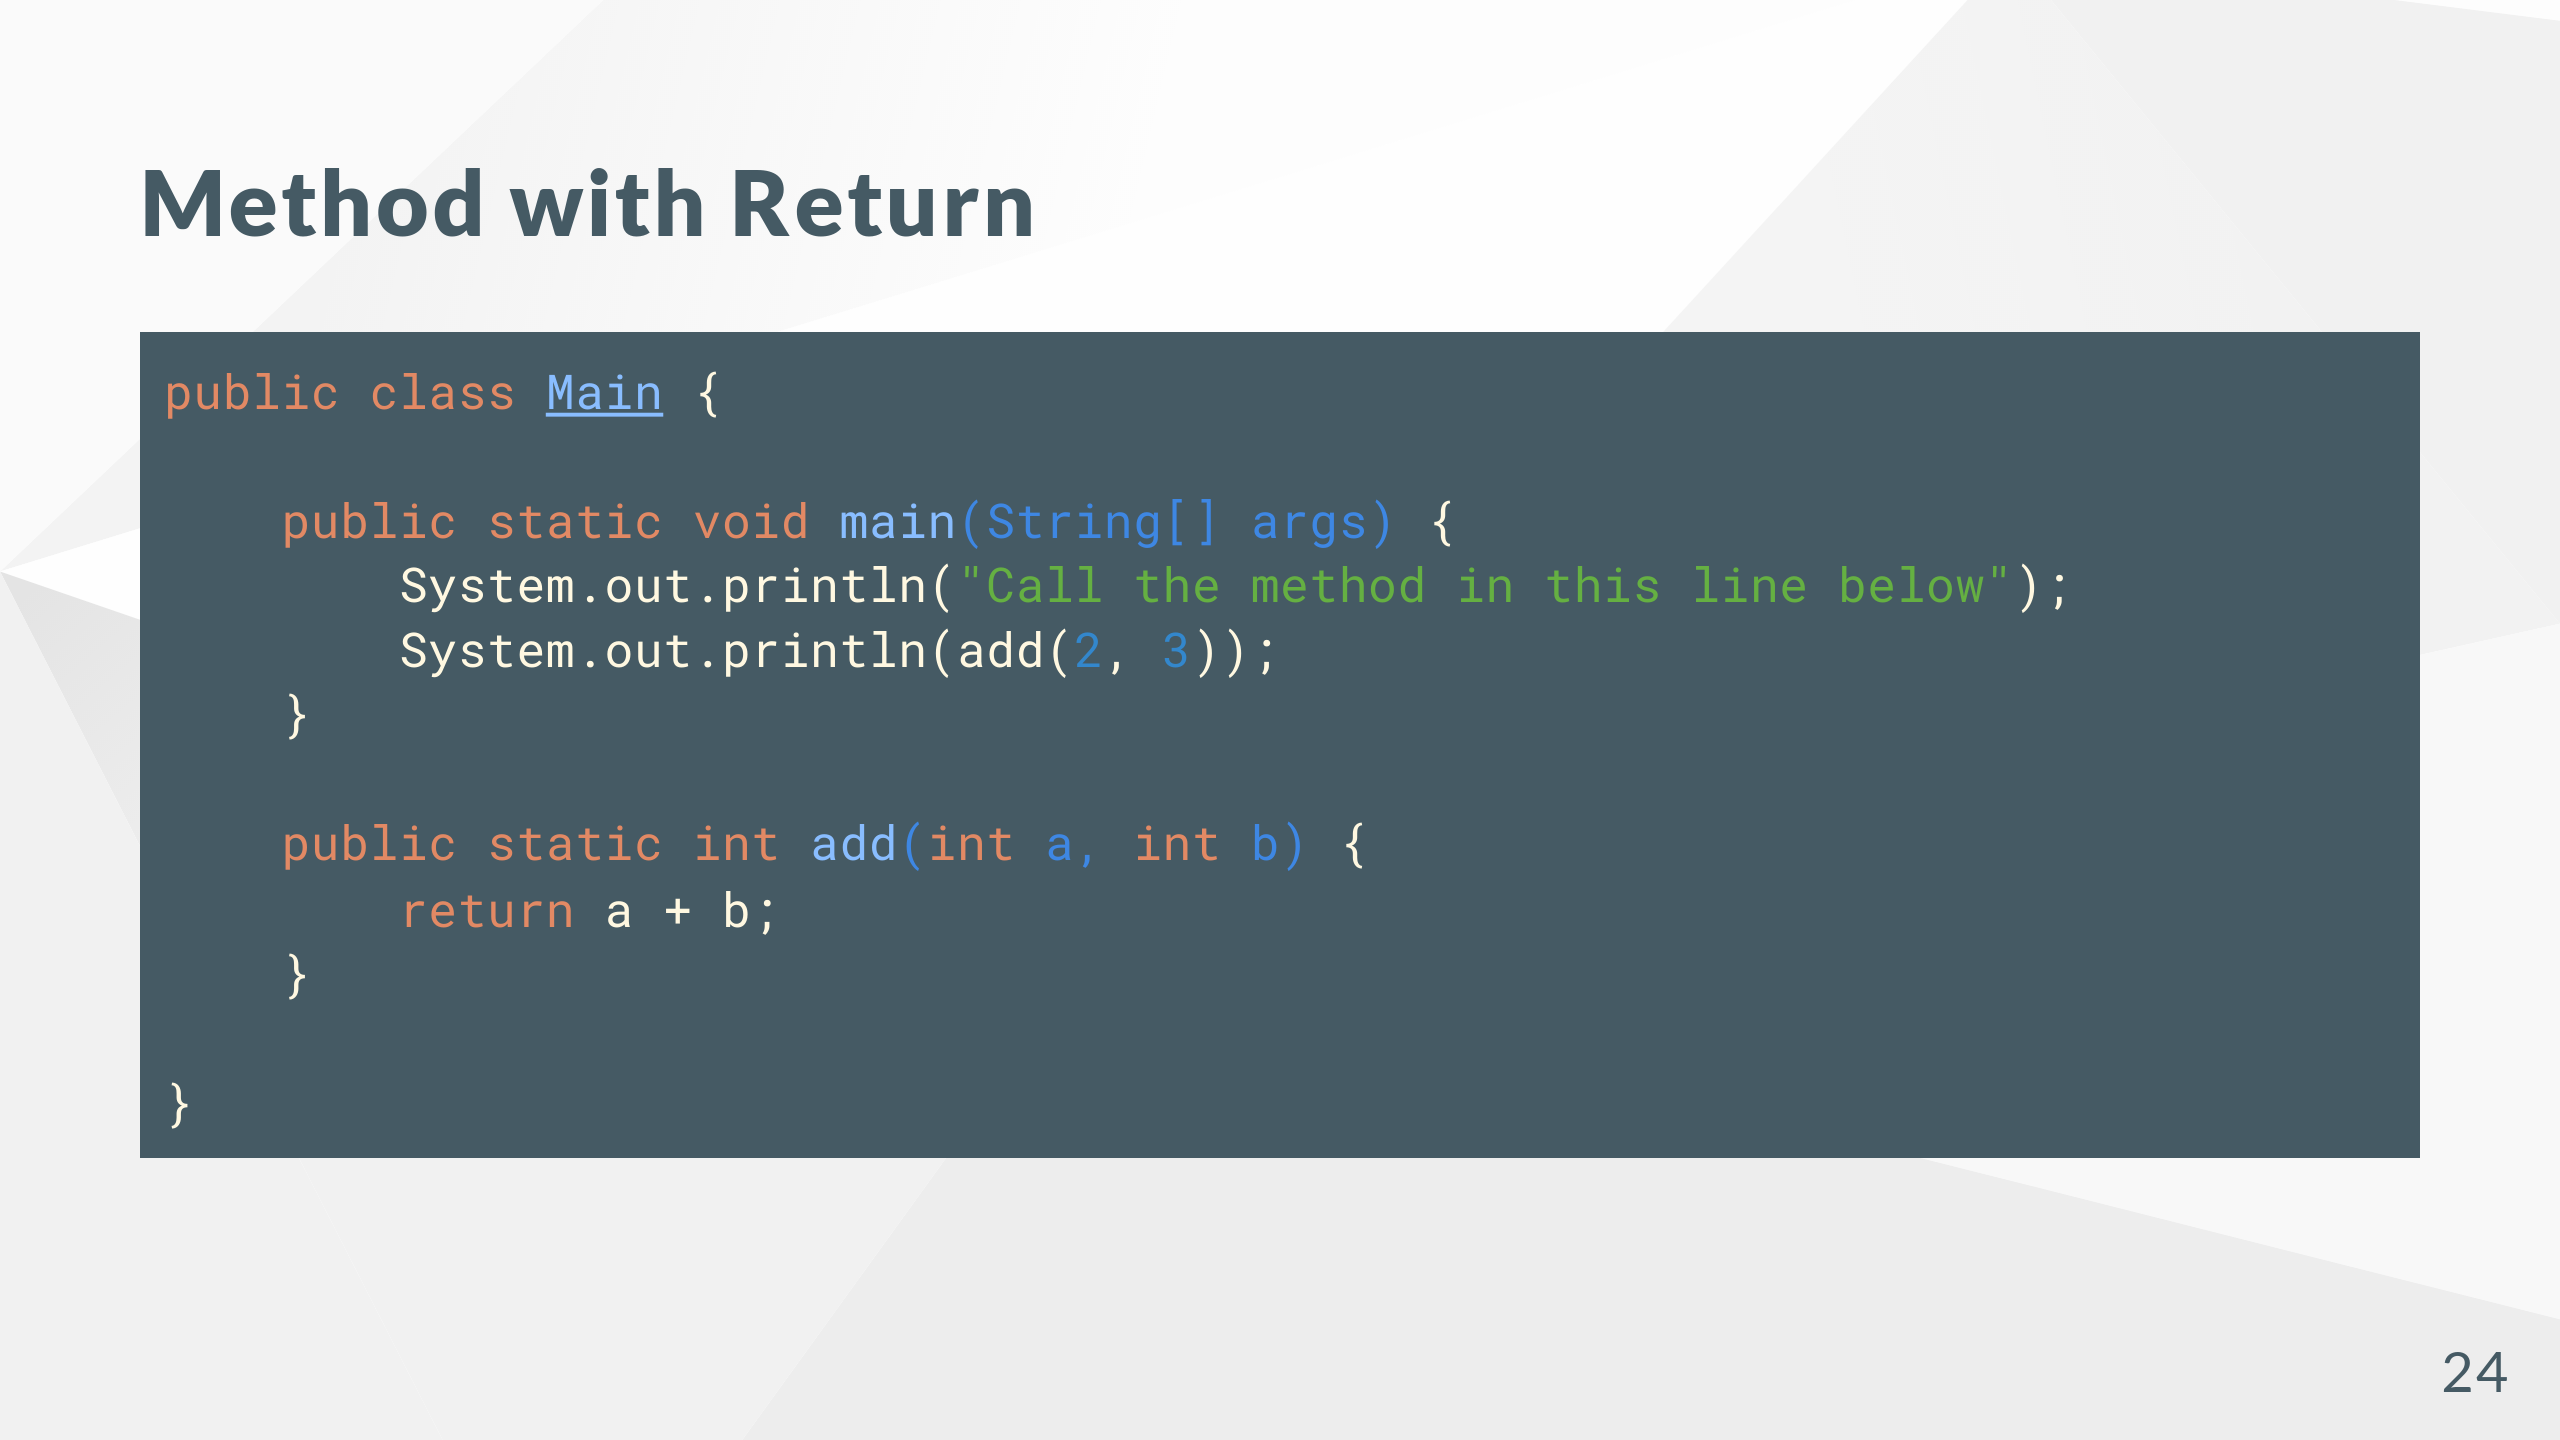 Method with Return
public class Main {
public static void main(String[] args) {
System.out.println("Call the method in this line below");
System.out.println(add(2, 3));
}
public static int add(int a, int b) {
return a + b;
}
}
24